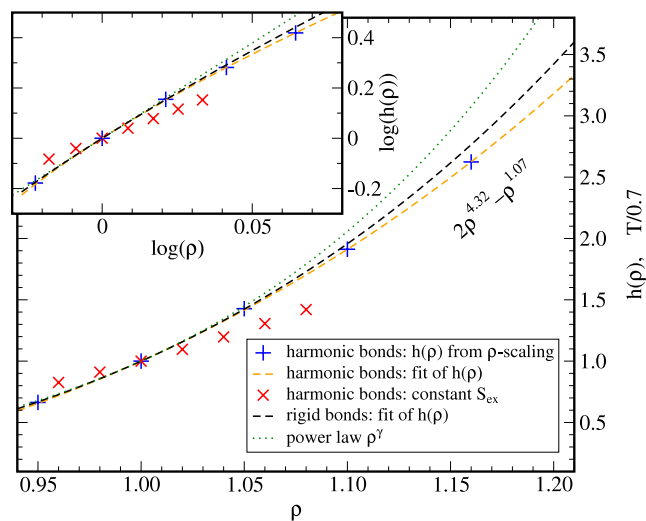 0.4
0.2
0
-0.2
log(h(ρ))
0
0.05
log(ρ)
3.5
3.0
2.5
2.0
1.5
1.0
0.5
h(ρ), T/0.7
2ρ^4.32 −ρ^1.07
harmonic bonds: h(ρ) from ρ-scaling
harmonic bonds: fit of h(ρ)
harmonic bonds: constant S_ex
rigid bonds: fit of h(ρ)
power law ρ^γ
0.95
1.00
1.05
1.10
1.15
1.20
ρ